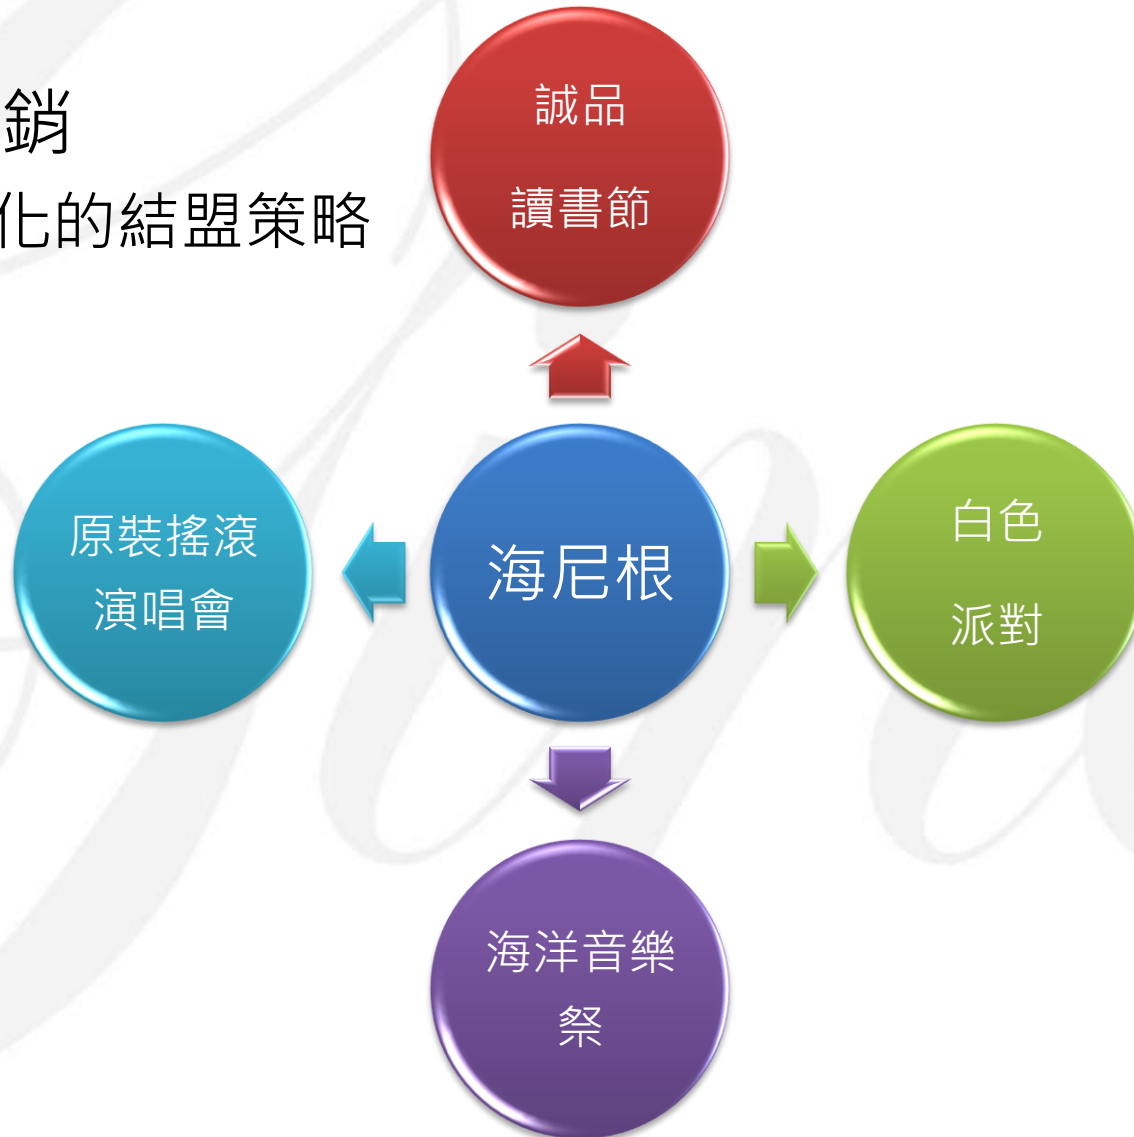 銷
化的結盟策略
誠品
讀書節
原裝搖滾
演唱會
海尼根
白色
派對
海洋音樂
祭